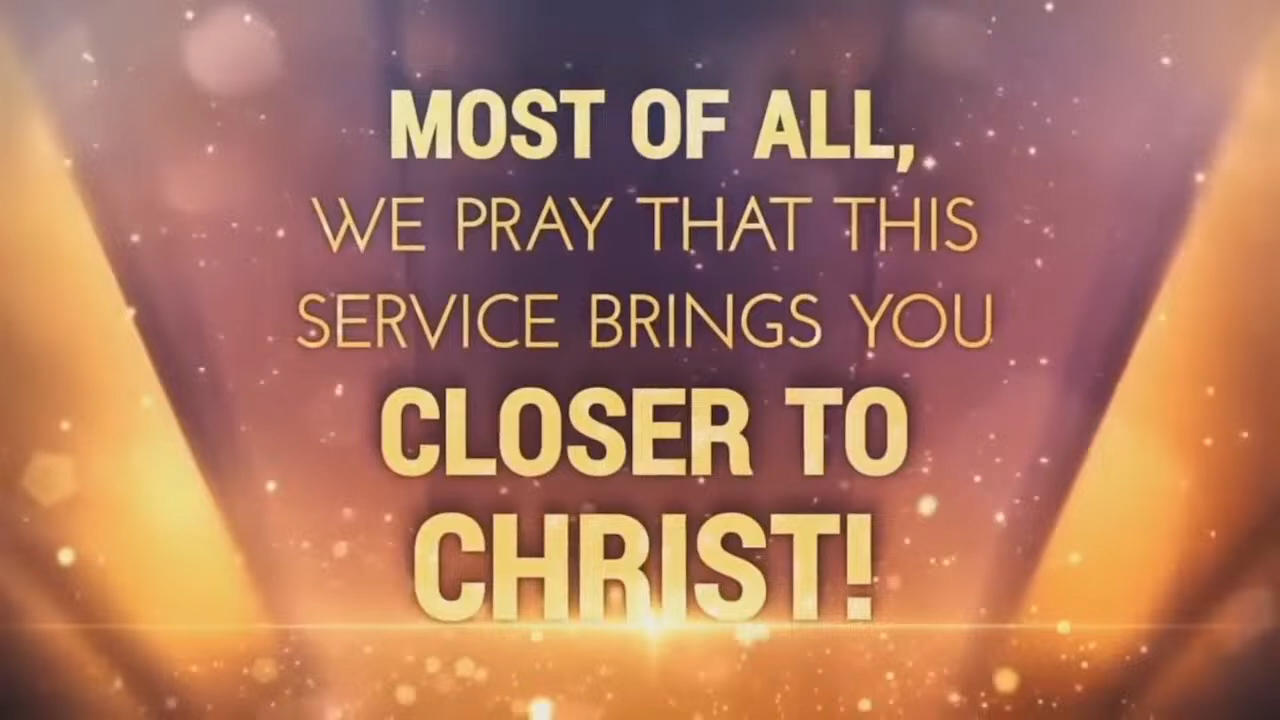 MOST OF ALL,
WE PRAY THAT THIS
SERVICE BRINGS YOU
CLOSER TO
CHRIST!